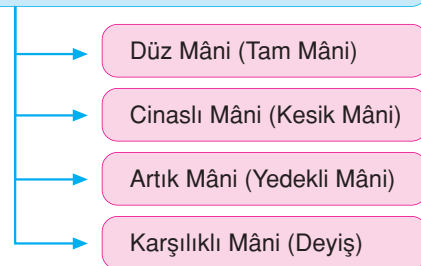 Düz Mâni (Tam Mâni)
Cinaslı Mâni (Kesik Mâni)
Artık Mâni (Yedekli Mâni)
Karşılıklı Mâni (Deyiş)